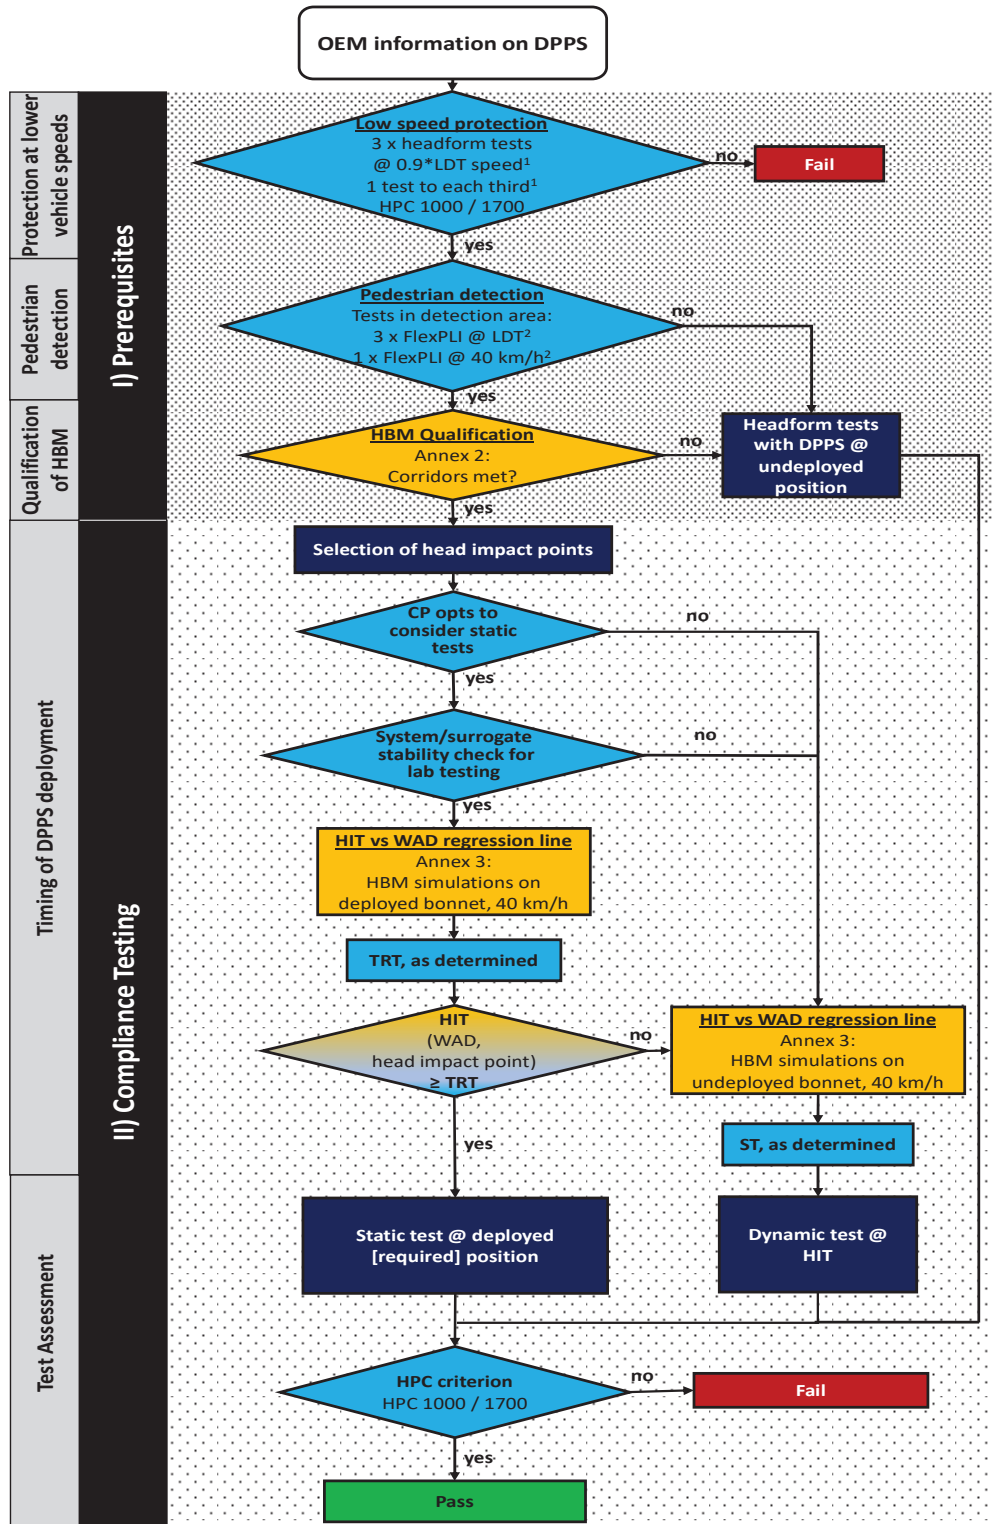 OEM information on DPPS
Protection at lower
vehicle speeds
Pedestrian
detection
Qualification
of HBM
I) Prerequisites
Low speed protection
3 x headform tests
@ 0.9*LDT speed¹
1 test to each third¹
HPC 1000 / 1700
no
Fail
yes
Pedestrian detection
Tests in detection area:
3 x FlexPLI @ LDT²
1 x FlexPLI @ 40 km/h²
no
yes
HBM Qualification
Annex 2:
Corridors met?
no
Headform tests
with DPPS @
undeployed
position
yes
Timing of DPPS deployment
Test Assessment
II) Compliance Testing
Selection of head impact points
CP opts to
consider static
tests
no
yes
System/surrogate
stability check for
lab testing
no
yes
HIT vs WAD regression line
Annex 3:
HBM simulations on
deployed bonnet, 40 km/h
TRT, as determined
HIT
(WAD,
head impact point)
≥ TRT
no
HIT vs WAD regression line
Annex 3:
HBM simulations on
undeployed bonnet, 40 km/h
yes
ST, as determined
Static test @ deployed
[required] position
Dynamic test @
HIT
HPC criterion
HPC 1000 / 1700
no
Fail
yes
Pass